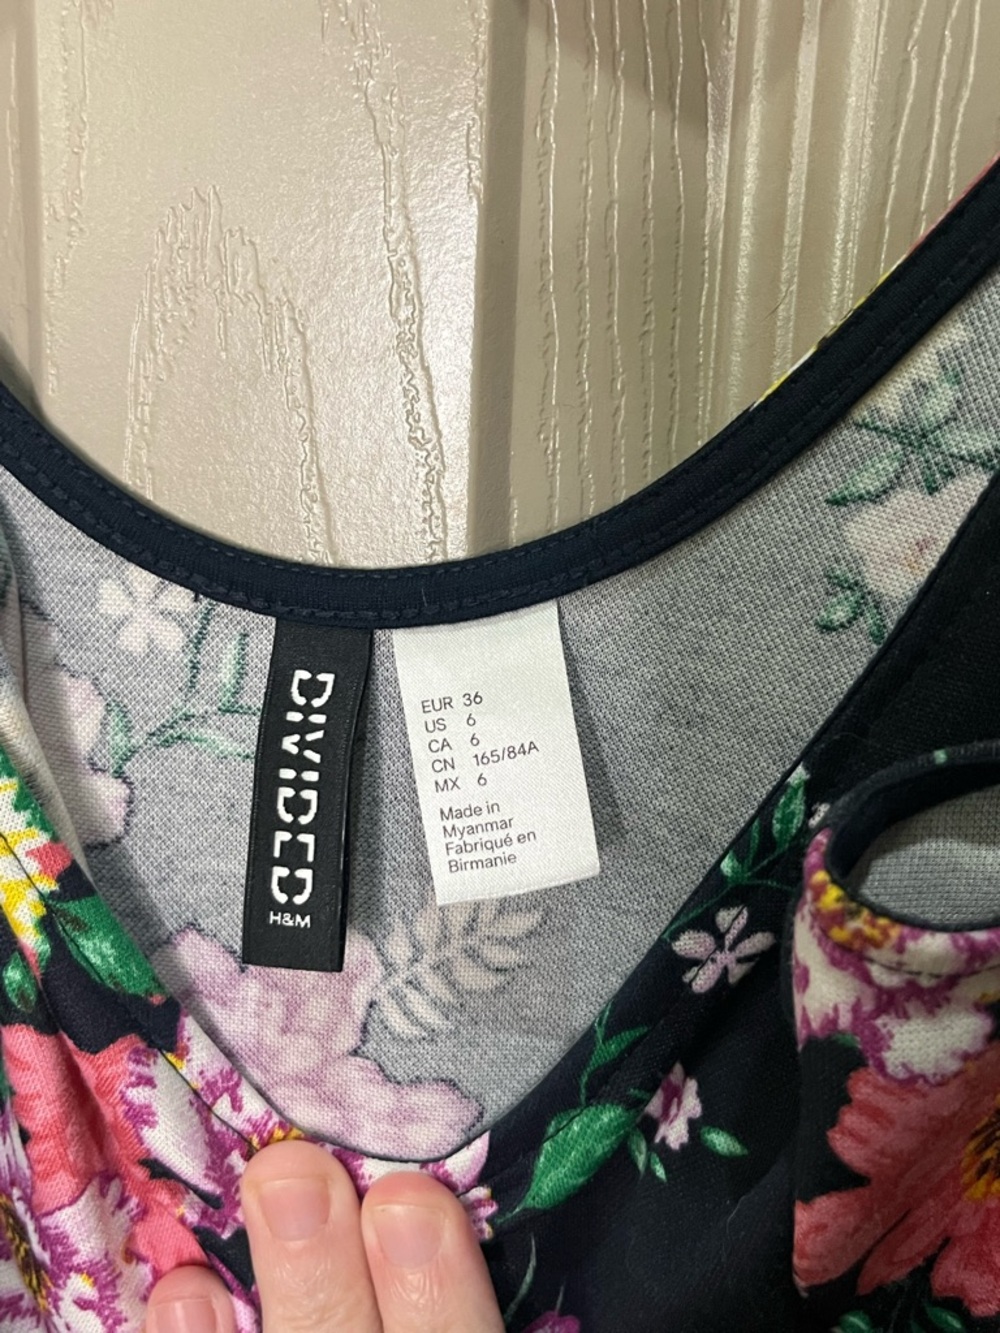 DIVIDED
H&M
EUR 36
US 6
CA 6
CN 165/84A
MX 6
Made in
Myanmar
Fabriqué en
Birmanie